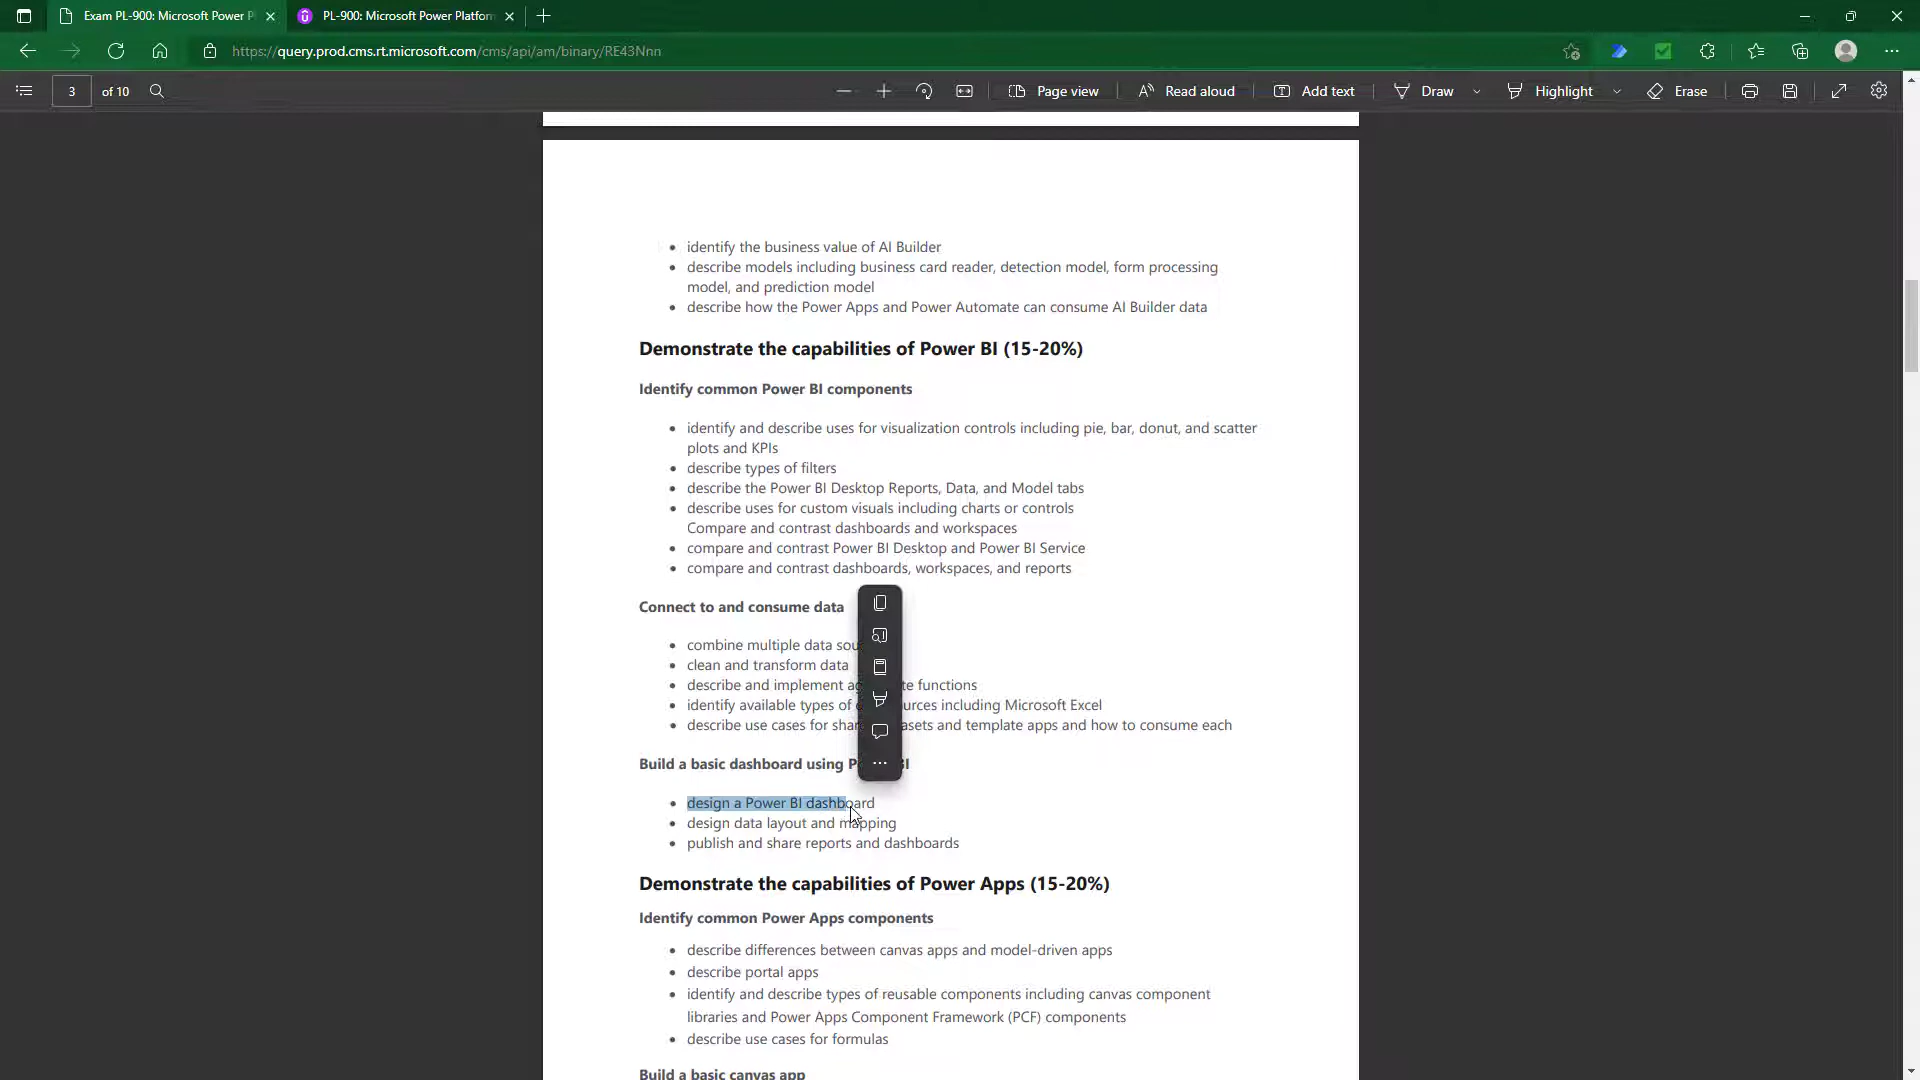 Exam PL-900: Microsoft Power P
PL-900: Microsoft Power Platfor
https://query.prod.cms.rt.microsoft.com/cms/api/am/binary/RE43Nnn
3 of 10
Page view
Read aloud
Add text
Draw
Highlight
Erase
• identify the business value of AI Builder
• describe models including business card reader, detection model, form processing
model, and prediction model
• describe how the Power Apps and Power Automate can consume AI Builder data
Demonstrate the capabilities of Power BI (15-20%)
Identify common Power BI components
• identify and describe uses for visualization controls including pie, bar, donut, and scatter
plots and KPIs
• describe types of filters
• describe the Power BI Desktop Reports, Data, and Model tabs
• describe uses for custom visuals including charts or controls
Compare and contrast dashboards and workspaces
• compare and contrast Power BI Desktop and Power BI Service
• compare and contrast dashboards, workspaces, and reports
Connect to and consume data
• combine multiple data sou
• clean and transform data
• describe and implement ag te functions
• identify available types of urces including Microsoft Excel
• describe use cases for shar asets and template apps and how to consume each
Build a basic dashboard using P BI
• design a Power BI dashboard
• design data layout and mapping
• publish and share reports and dashboards
Demonstrate the capabilities of Power Apps (15-20%)
Identify common Power Apps components
• describe differences between canvas apps and model-driven apps
• describe portal apps
• identify and describe types of reusable components including canvas component
libraries and Power Apps Component Framework (PCF) components
• describe use cases for formulas
Build a basic canvas app